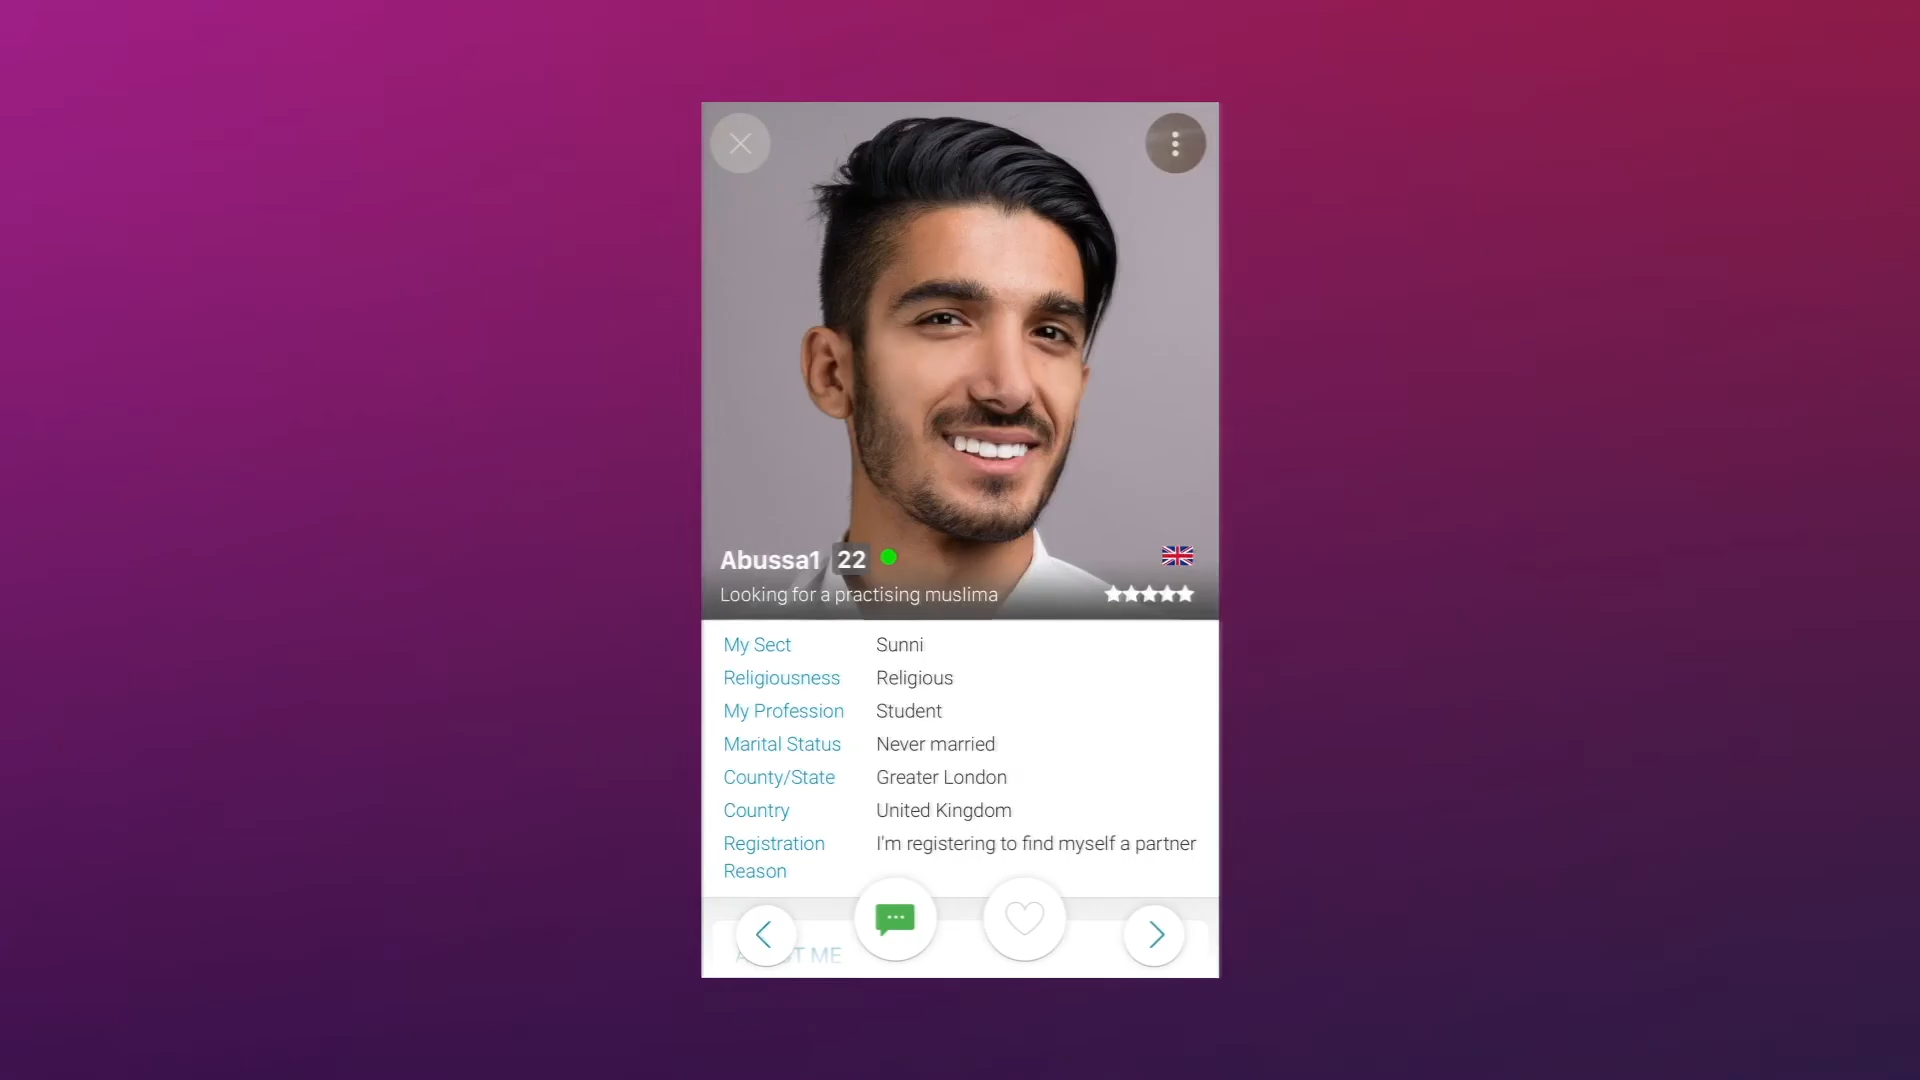 Abussa1 22
Looking for a practising muslima
My Sect Sunni
Religiousness Religious
My Profession Student
Marital Status Never married
County/State Greater London
Country United Kingdom
Registration Reason I'm registering to find myself a partner
ME